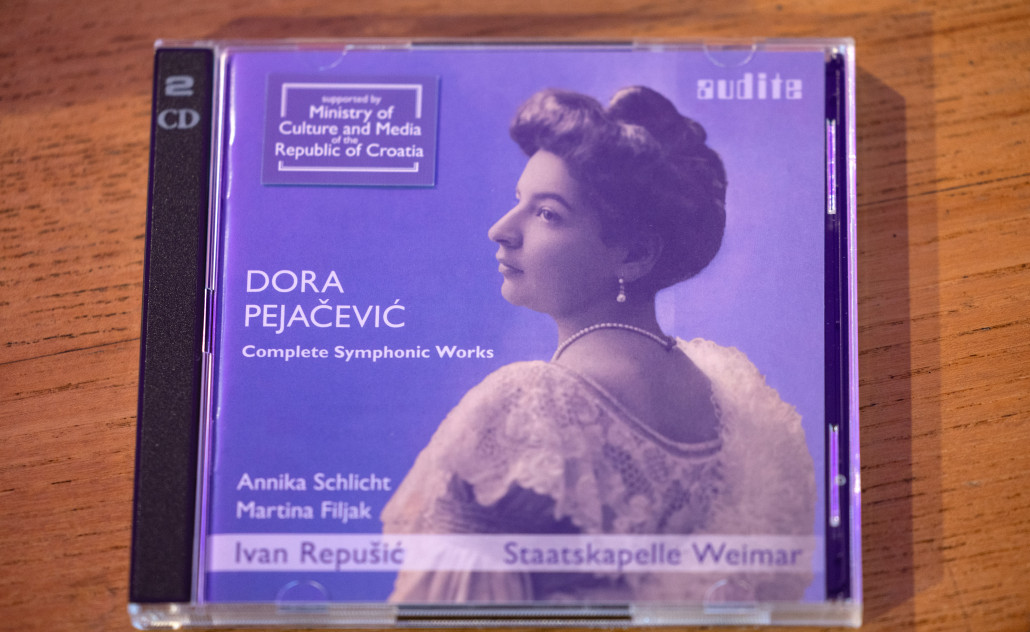 2
CD
supported by
Ministry of
Culture and Media
of the
Republic of Croatia
audite
DORA
PEJAČEVIĆ
Complete Symphonic Works
Annika Schlicht
Martina Filjak
Ivan Repušić Staatskapelle Weimar